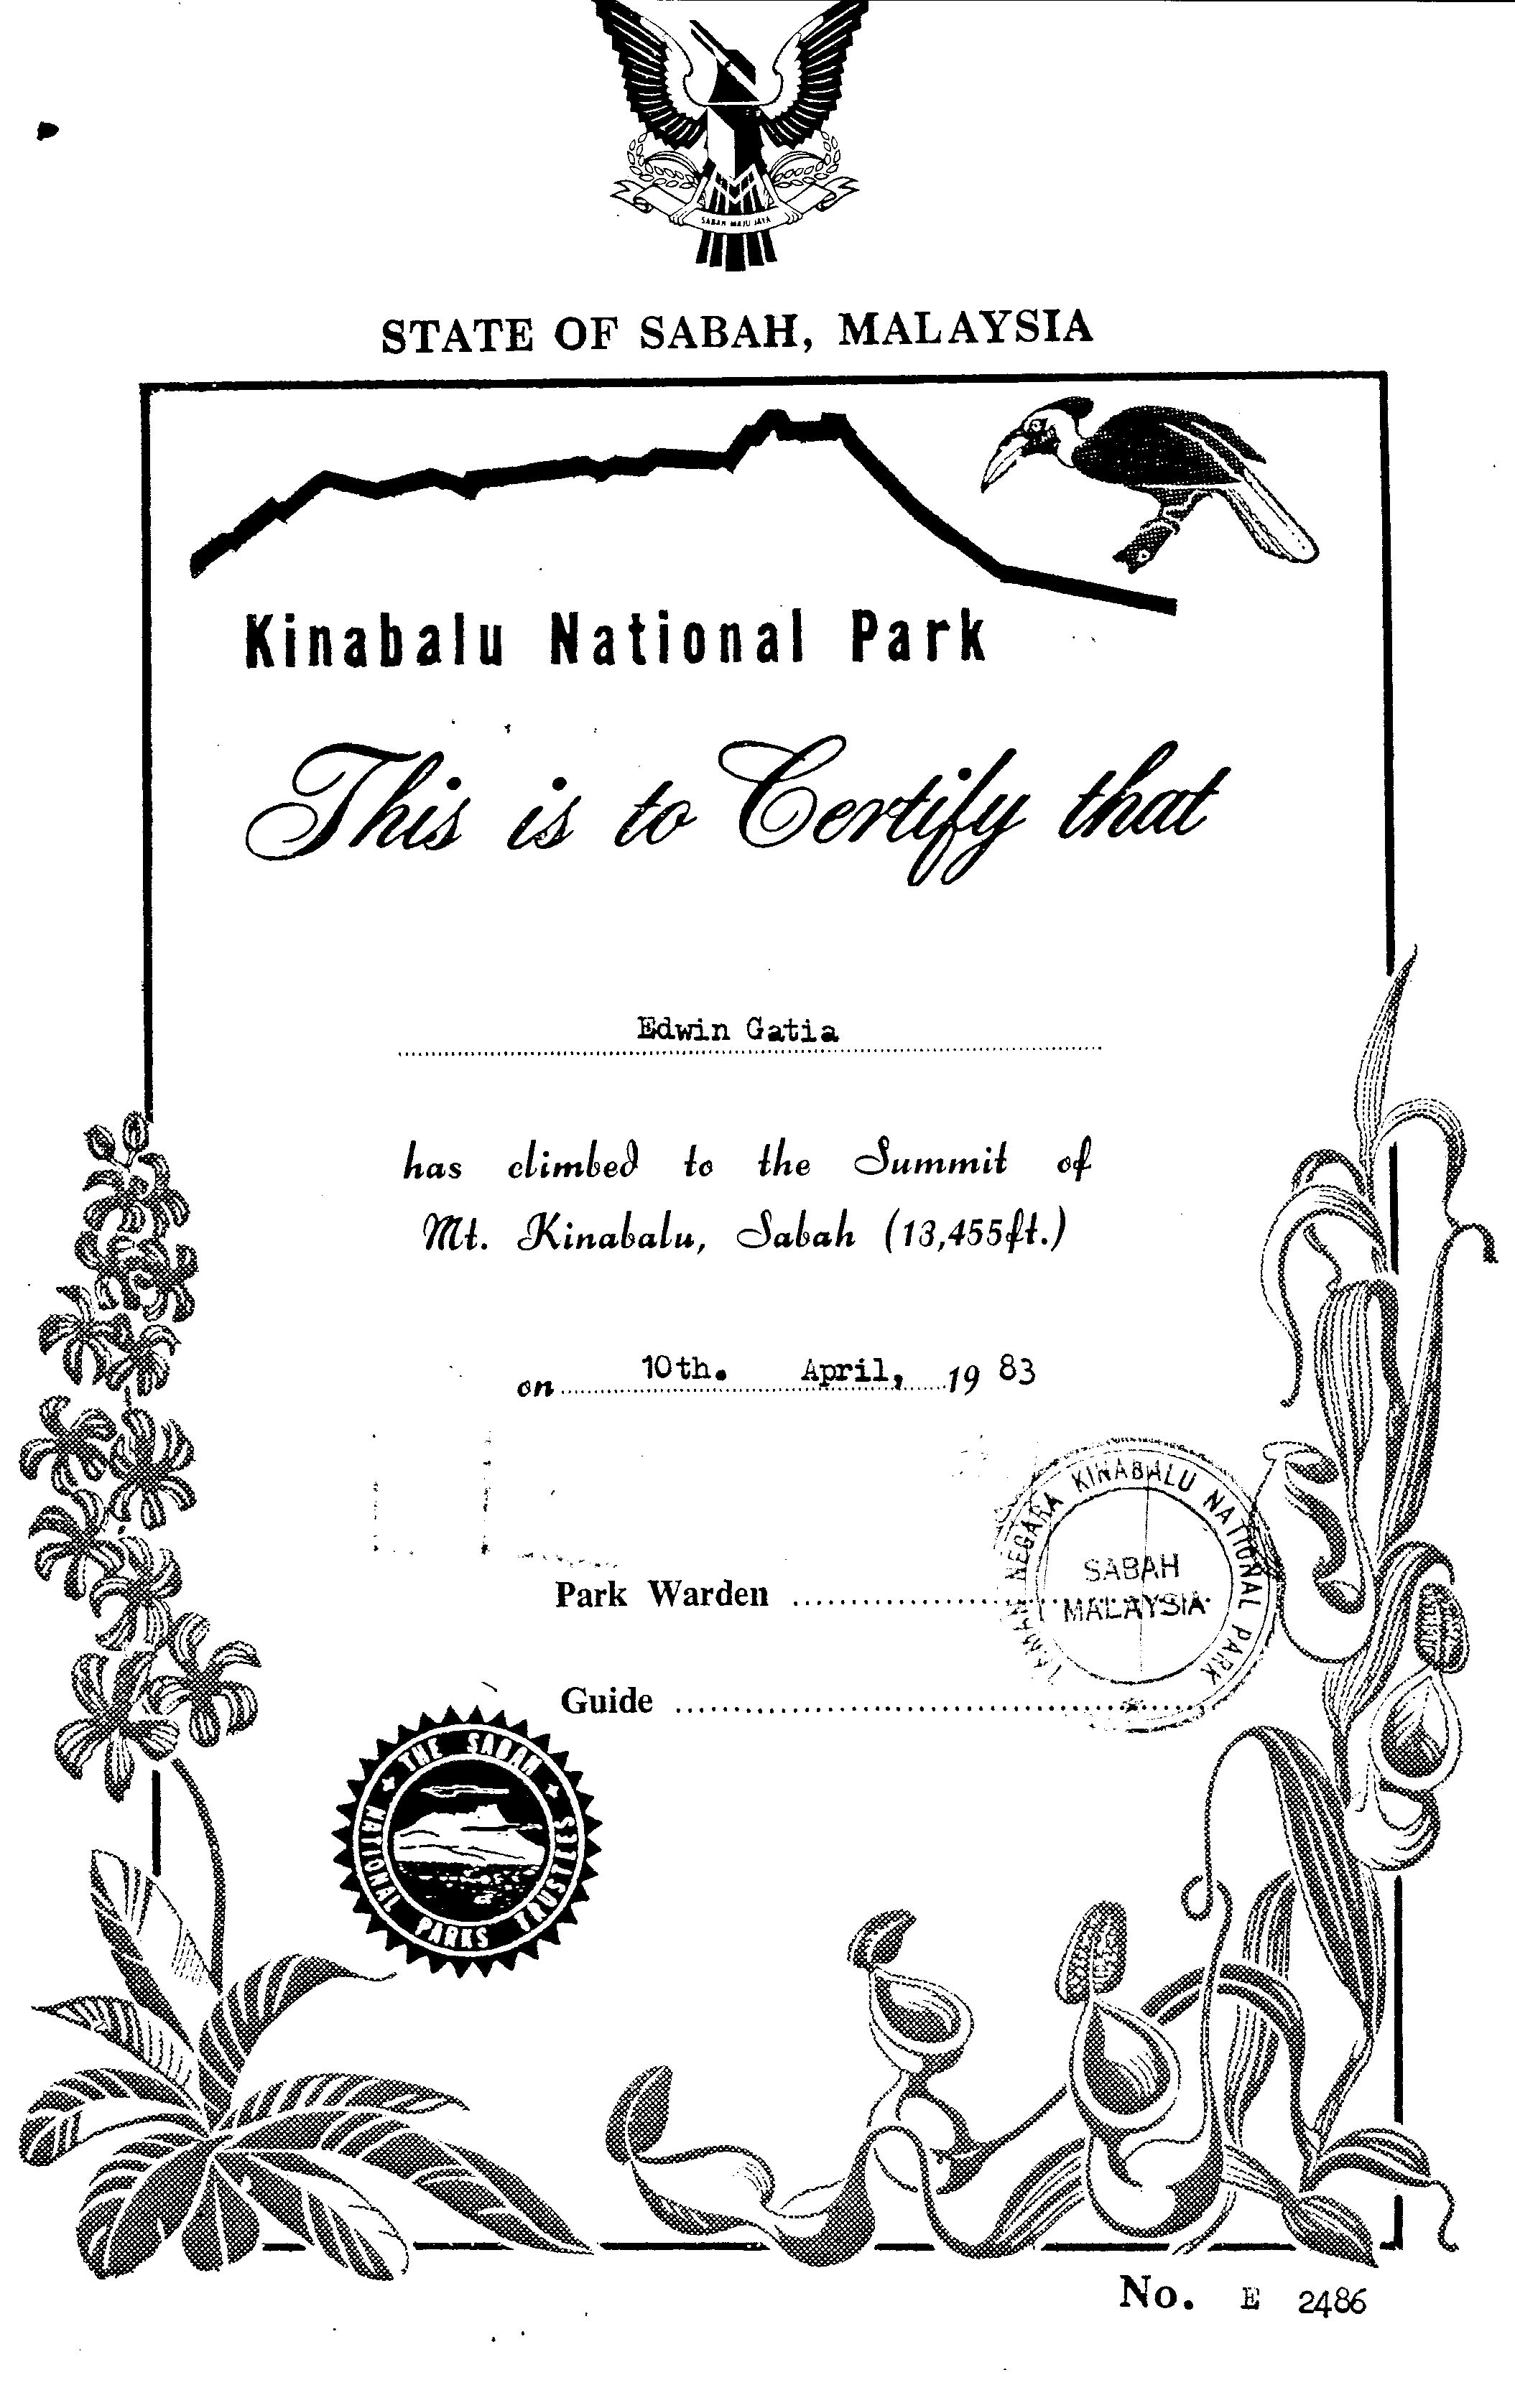 SABAH MAJU JAYA
STATE OF SABAH, MALAYSIA
Kinabalu National Park
This is to Certify that
Edwin Gatia
has climbed to the Summit of
Mt. Kinabalu, Sabah (13,455ft.)
on 10th. April, 19 83
TAMAN NEGARA KINABALU NATIONAL PARK
SABAH
MALAYSIA
Park Warden
Guide
THE SABAH
NATIONAL PARKS TRUSTEES
No. E 2486